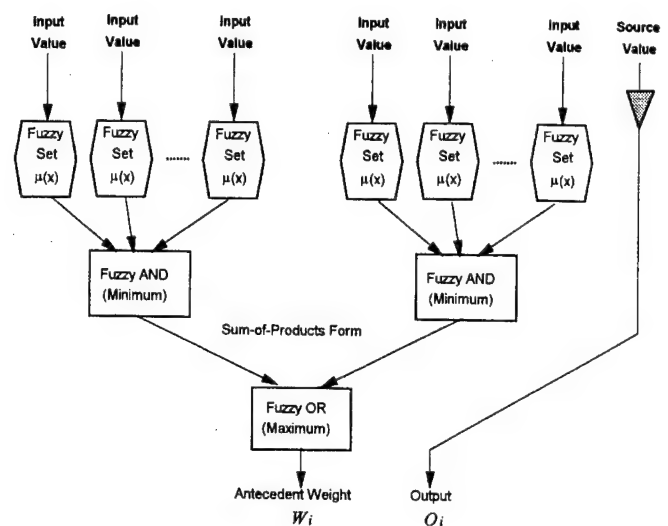 Input Value
Input Value
Input Value
Input Value
Input Value
Input Value
Source Value
Fuzzy Set μ(x)
Fuzzy Set μ(x)
.......
Fuzzy Set μ(x)
Fuzzy Set μ(x)
Fuzzy Set μ(x)
.......
Fuzzy Set μ(x)
Fuzzy AND
(Minimum)
Fuzzy AND
(Minimum)
Sum-of-Products Form
Fuzzy OR
(Maximum)
Antecedent Weight
Wi
Output
Oi